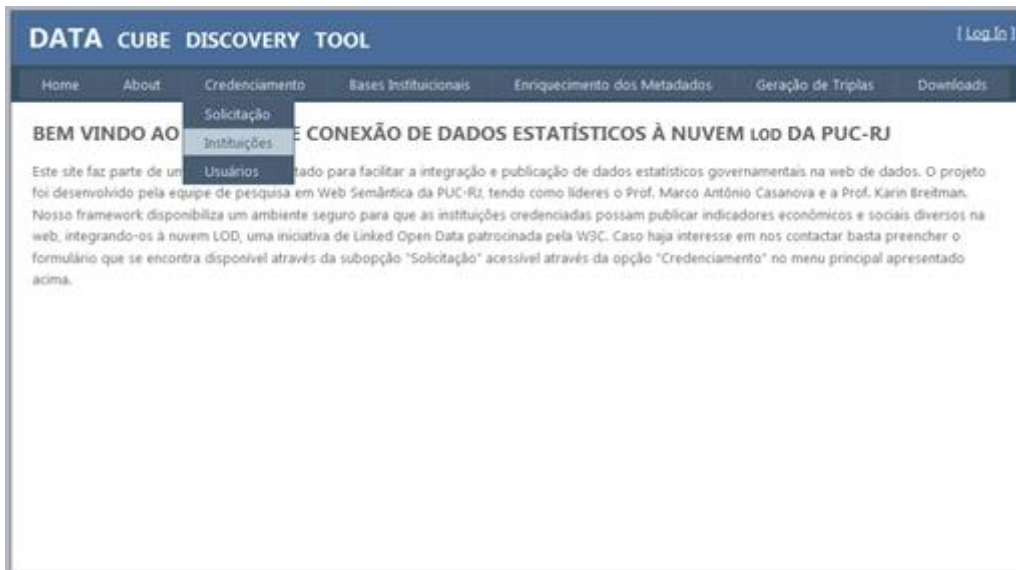 DATA CUBE DISCOVERY TOOL
[ Log In ]
Home About Credenciamento Bases Instituicionais Enriquecimento dos Metadados Geração de Triplas Downloads
Solicitação
Instituições
Usuários
BEM VINDO AO E CONEXÃO DE DADOS ESTATÍSTICOS À NUVEM LOD DA PUC-RJ
Este site faz parte de um tado para facilitar a integração e publicação de dados estatísticos governamentais na web de dados. O projeto
foi desenvolvido pela equipe de pesquisa em Web Semântica da PUC-RJ, tendo como líderes o Prof. Marco Antônio Casanova e a Prof. Karin Breitman.
Nosso framework disponibiliza um ambiente seguro para que as instituições credenciadas possam publicar indicadores econômicos e sociais diversos na
web, integrando-os à nuvem LOD, uma iniciativa de Linked Open Data patrocinada pela W3C. Caso haja interesse em nos contactar basta preencher o
formulário que se encontra disponível através da subopção "Solicitação" acessível através da opção "Credenciamento" no menu principal apresentado
acima.